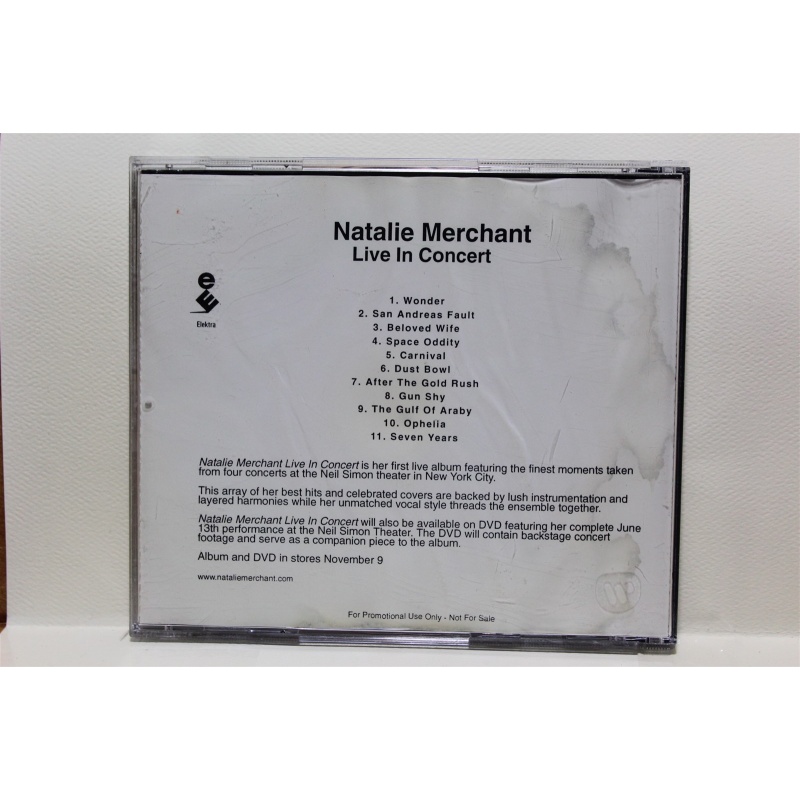 Natalie Merchant
Live In Concert
e
Elektra
1. Wonder
2. San Andreas Fault
3. Beloved Wife
4. Space Oddity
5. Carnival
6. Dust Bowl
7. After The Gold Rush
8. Gun Shy
9. The Gulf Of Araby
10. Ophelia
11. Seven Years
Natalie Merchant Live In Concert is her first live album featuring the finest moments taken
from four concerts at the Neil Simon theater in New York City.
This array of her best hits and celebrated covers are backed by lush instrumentation and
layered harmonies while her unmatched vocal style threads the ensemble together.
Natalie Merchant Live In Concert will also be available on DVD featuring her complete June
13th performance at the Neil Simon Theater. The DVD will contain backstage concert
footage and serve as a companion piece to the album.
Album and DVD in stores November 9
www.nataliemerchant.com
For Promotional Use Only - Not For Sale